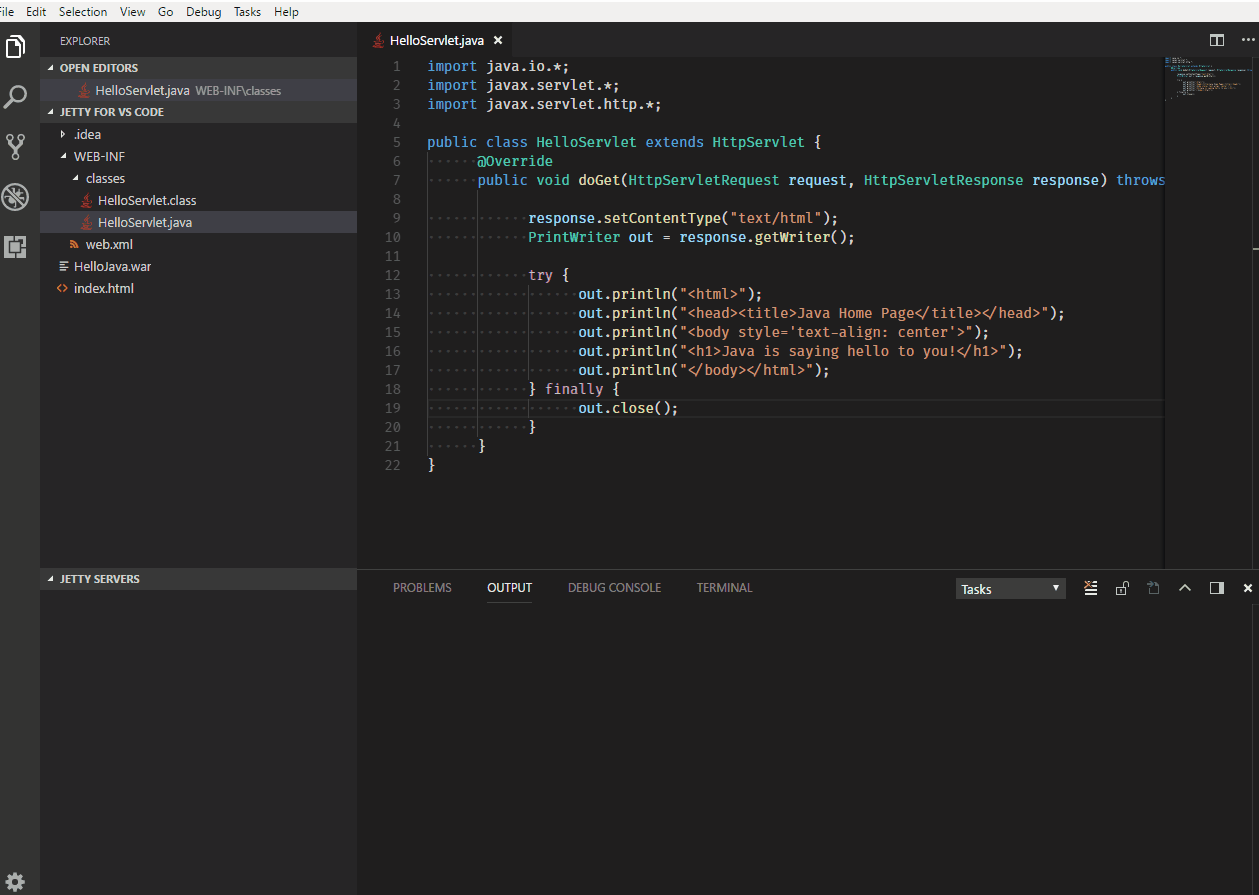 File Edit Selection View Go Debug Tasks Help
EXPLORER
OPEN EDITORS
HelloServlet.java WEB-INF\classes
JETTY FOR VS CODE
.idea
WEB-INF
classes
HelloServlet.class
HelloServlet.java
web.xml
HelloJava.war
index.html
JETTY SERVERS
HelloServlet.java
1 import java.io.*;
2 import javax.servlet.*;
3 import javax.servlet.http.*;
4
5 public class HelloServlet extends HttpServlet {
6 @Override
7 public void doGet(HttpServletRequest request, HttpServletResponse response) throws
8
9 response.setContentType("text/html");
10 PrintWriter out = response.getWriter();
11
12 try {
13 out.println("<html>");
14 out.println("<head><title>Java Home Page</title></head>");
15 out.println("<body style='text-align: center'>");
16 out.println("<h1>Java is saying hello to you!</h1>");
17 out.println("</body></html>");
18 } finally {
19 out.close();
20 }
21 }
22 }
PROBLEMS OUTPUT DEBUG CONSOLE TERMINAL
Tasks